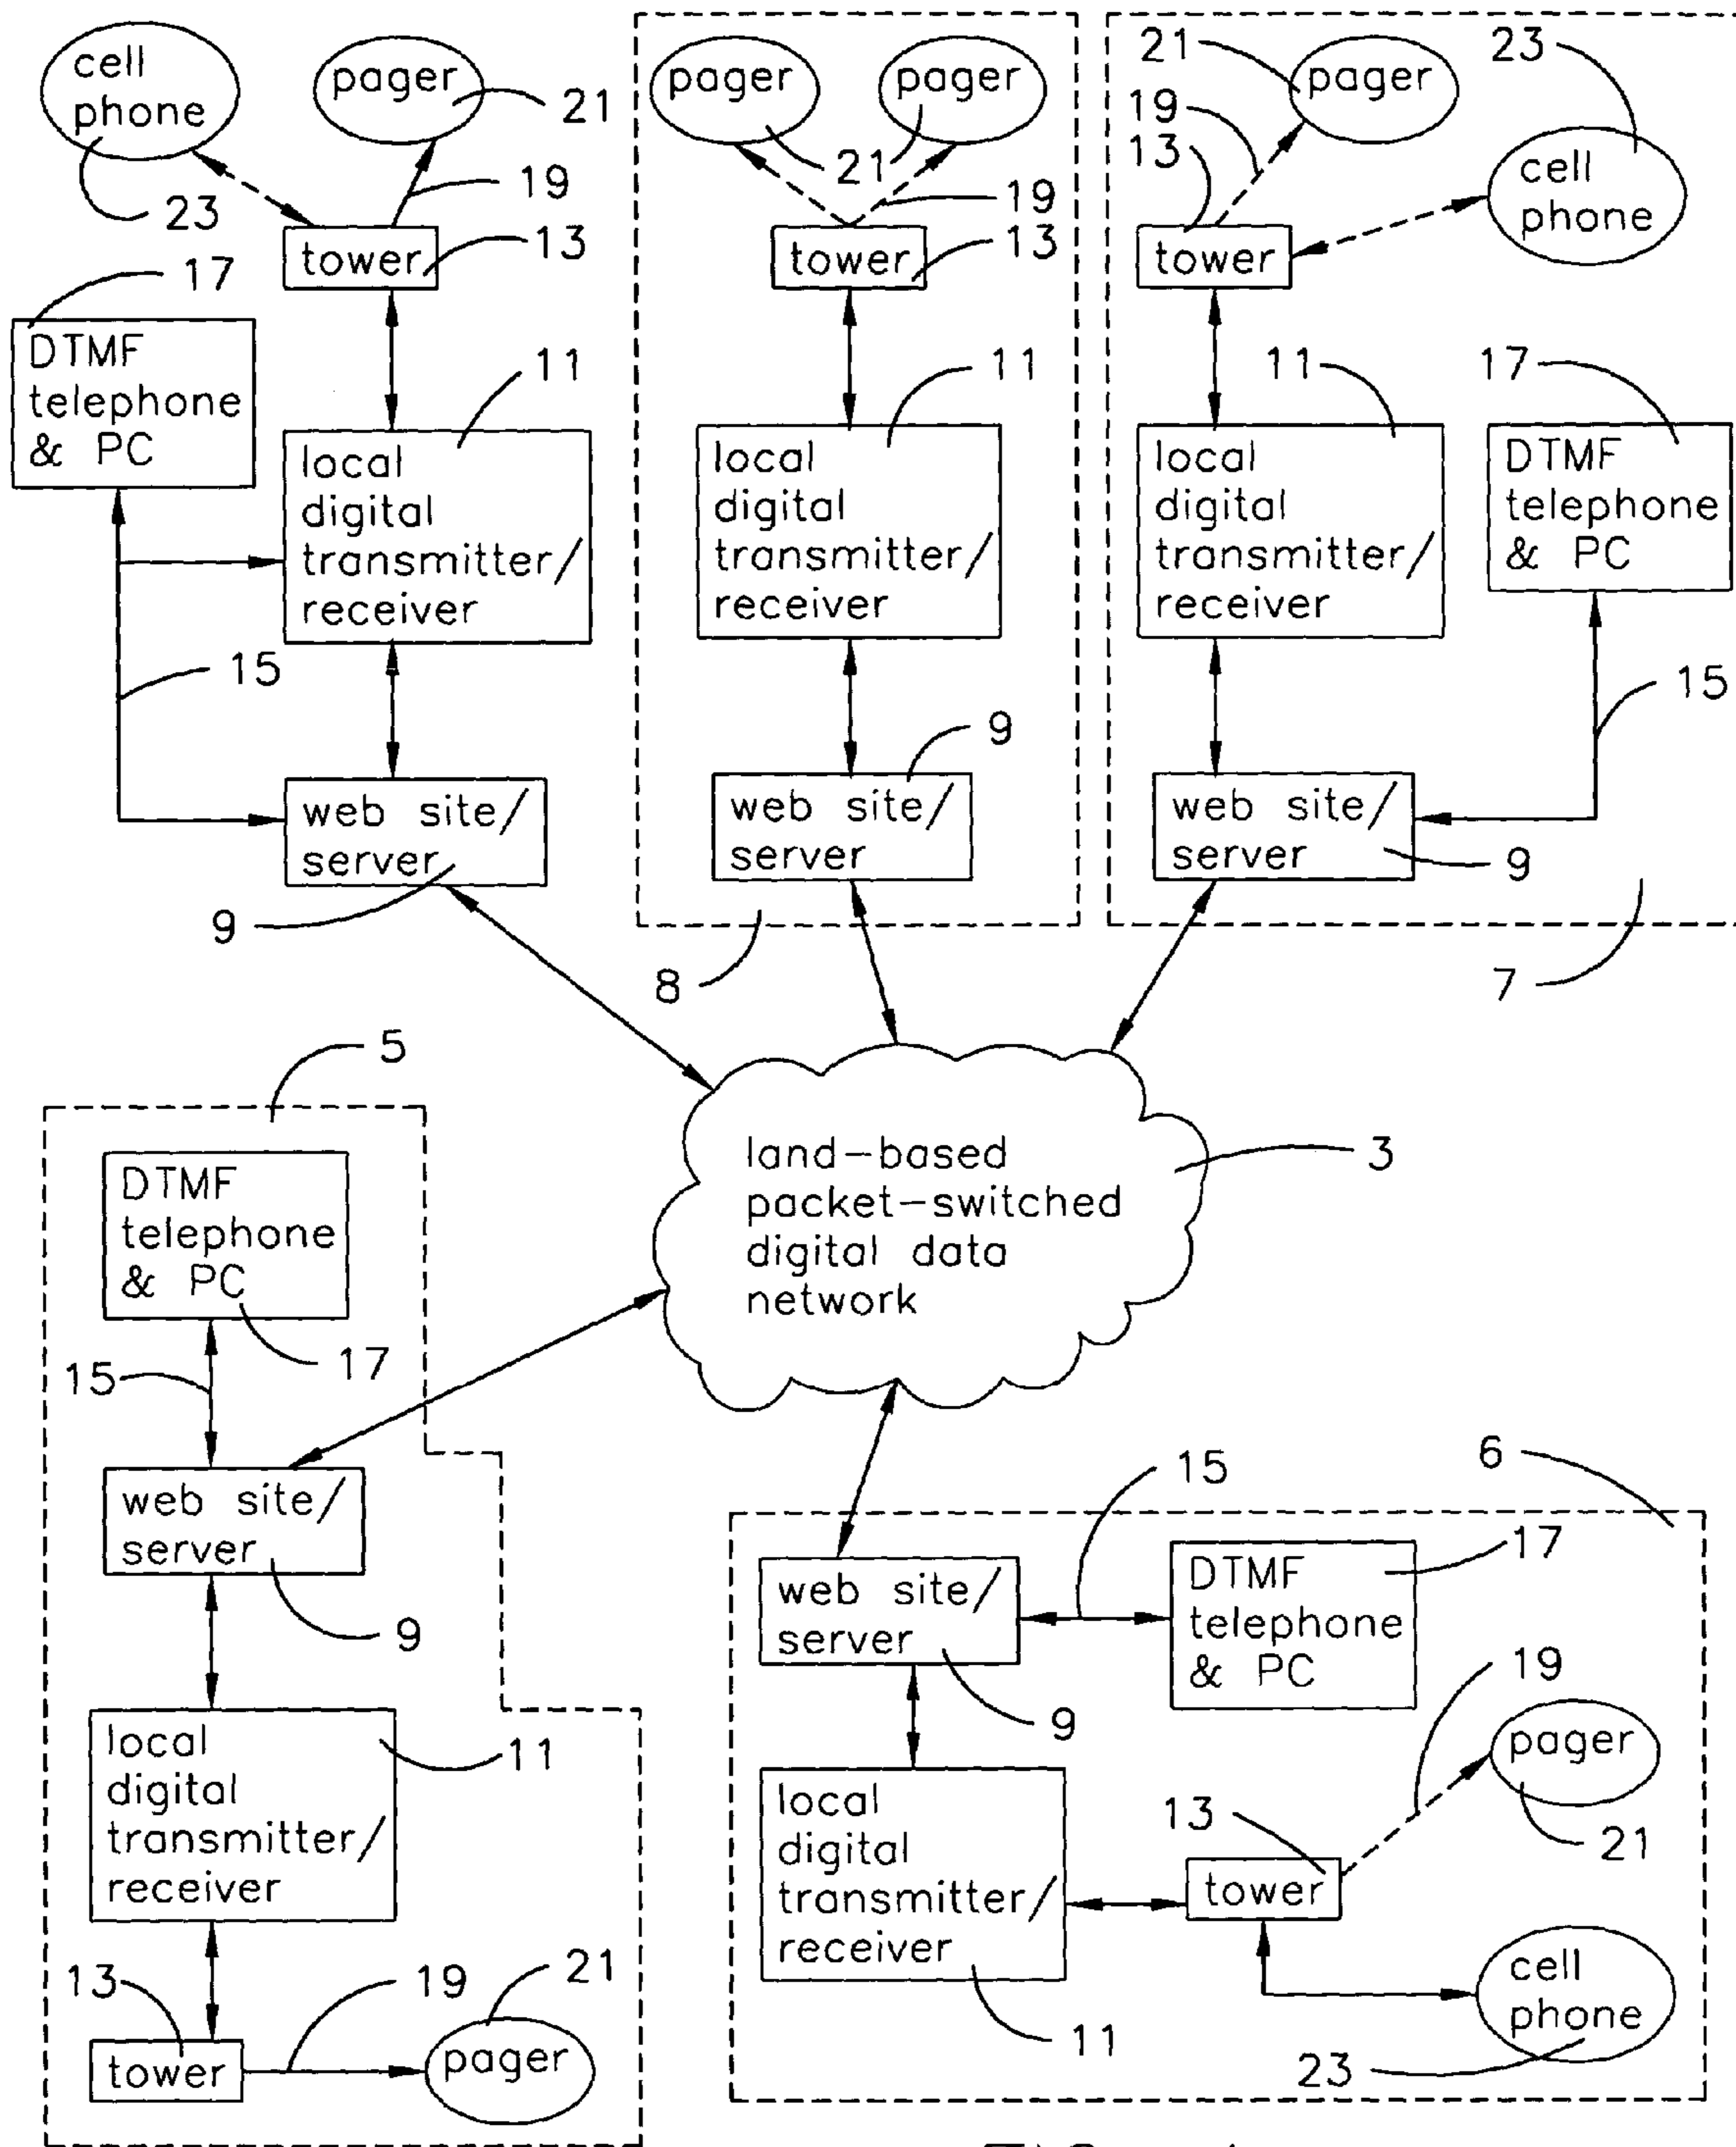 cell
phone
23
pager
21
19
tower
13
17
DTMF
telephone
& PC
11
local
digital
transmitter/
receiver
15
web site/
server
9
pager
pager
21
19
tower
13
11
local
digital
transmitter/
receiver
9
web site/
server
8
21
pager
23
19
13
cell
phone
tower
11
17
local
digital
transmitter/
receiver
DTMF
telephone
& PC
15
web site/
server
9
7
land-based
packet-switched
digital data
network
3
5
DTMF
telephone
& PC
17
15
web site/
server
9
local
digital
transmitter/
receiver
11
13
19
21
tower
pager
6
15
17
web site/
server
DTMF
telephone
& PC
9
19
pager
21
local
digital
transmitter/
receiver
13
tower
11
cell
phone
23